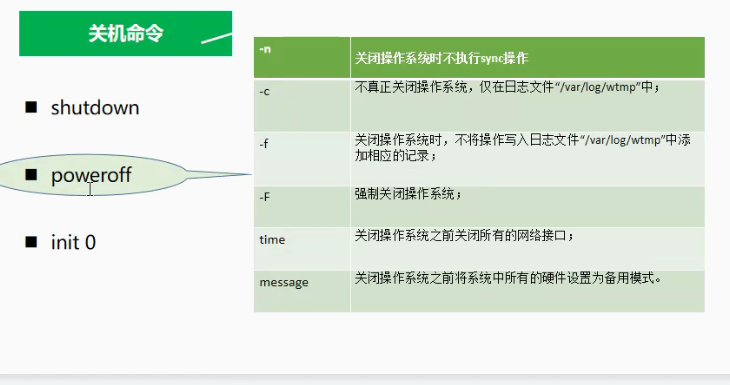 关机命令
shutdown
poweroff
init 0
-n 关闭操作系统时不执行sync操作
-c 不真正关闭操作系统，仅在日志文件“/var/log/wtmp”中；
-f 关闭操作系统时，不将操作写入日志文件“/var/log/wtmp”中添
加相应的记录；
-F 强制关闭操作系统；
time 关闭操作系统之前关闭所有的网络接口；
message 关闭操作系统之前将系统中所有的硬件设置为备用模式。